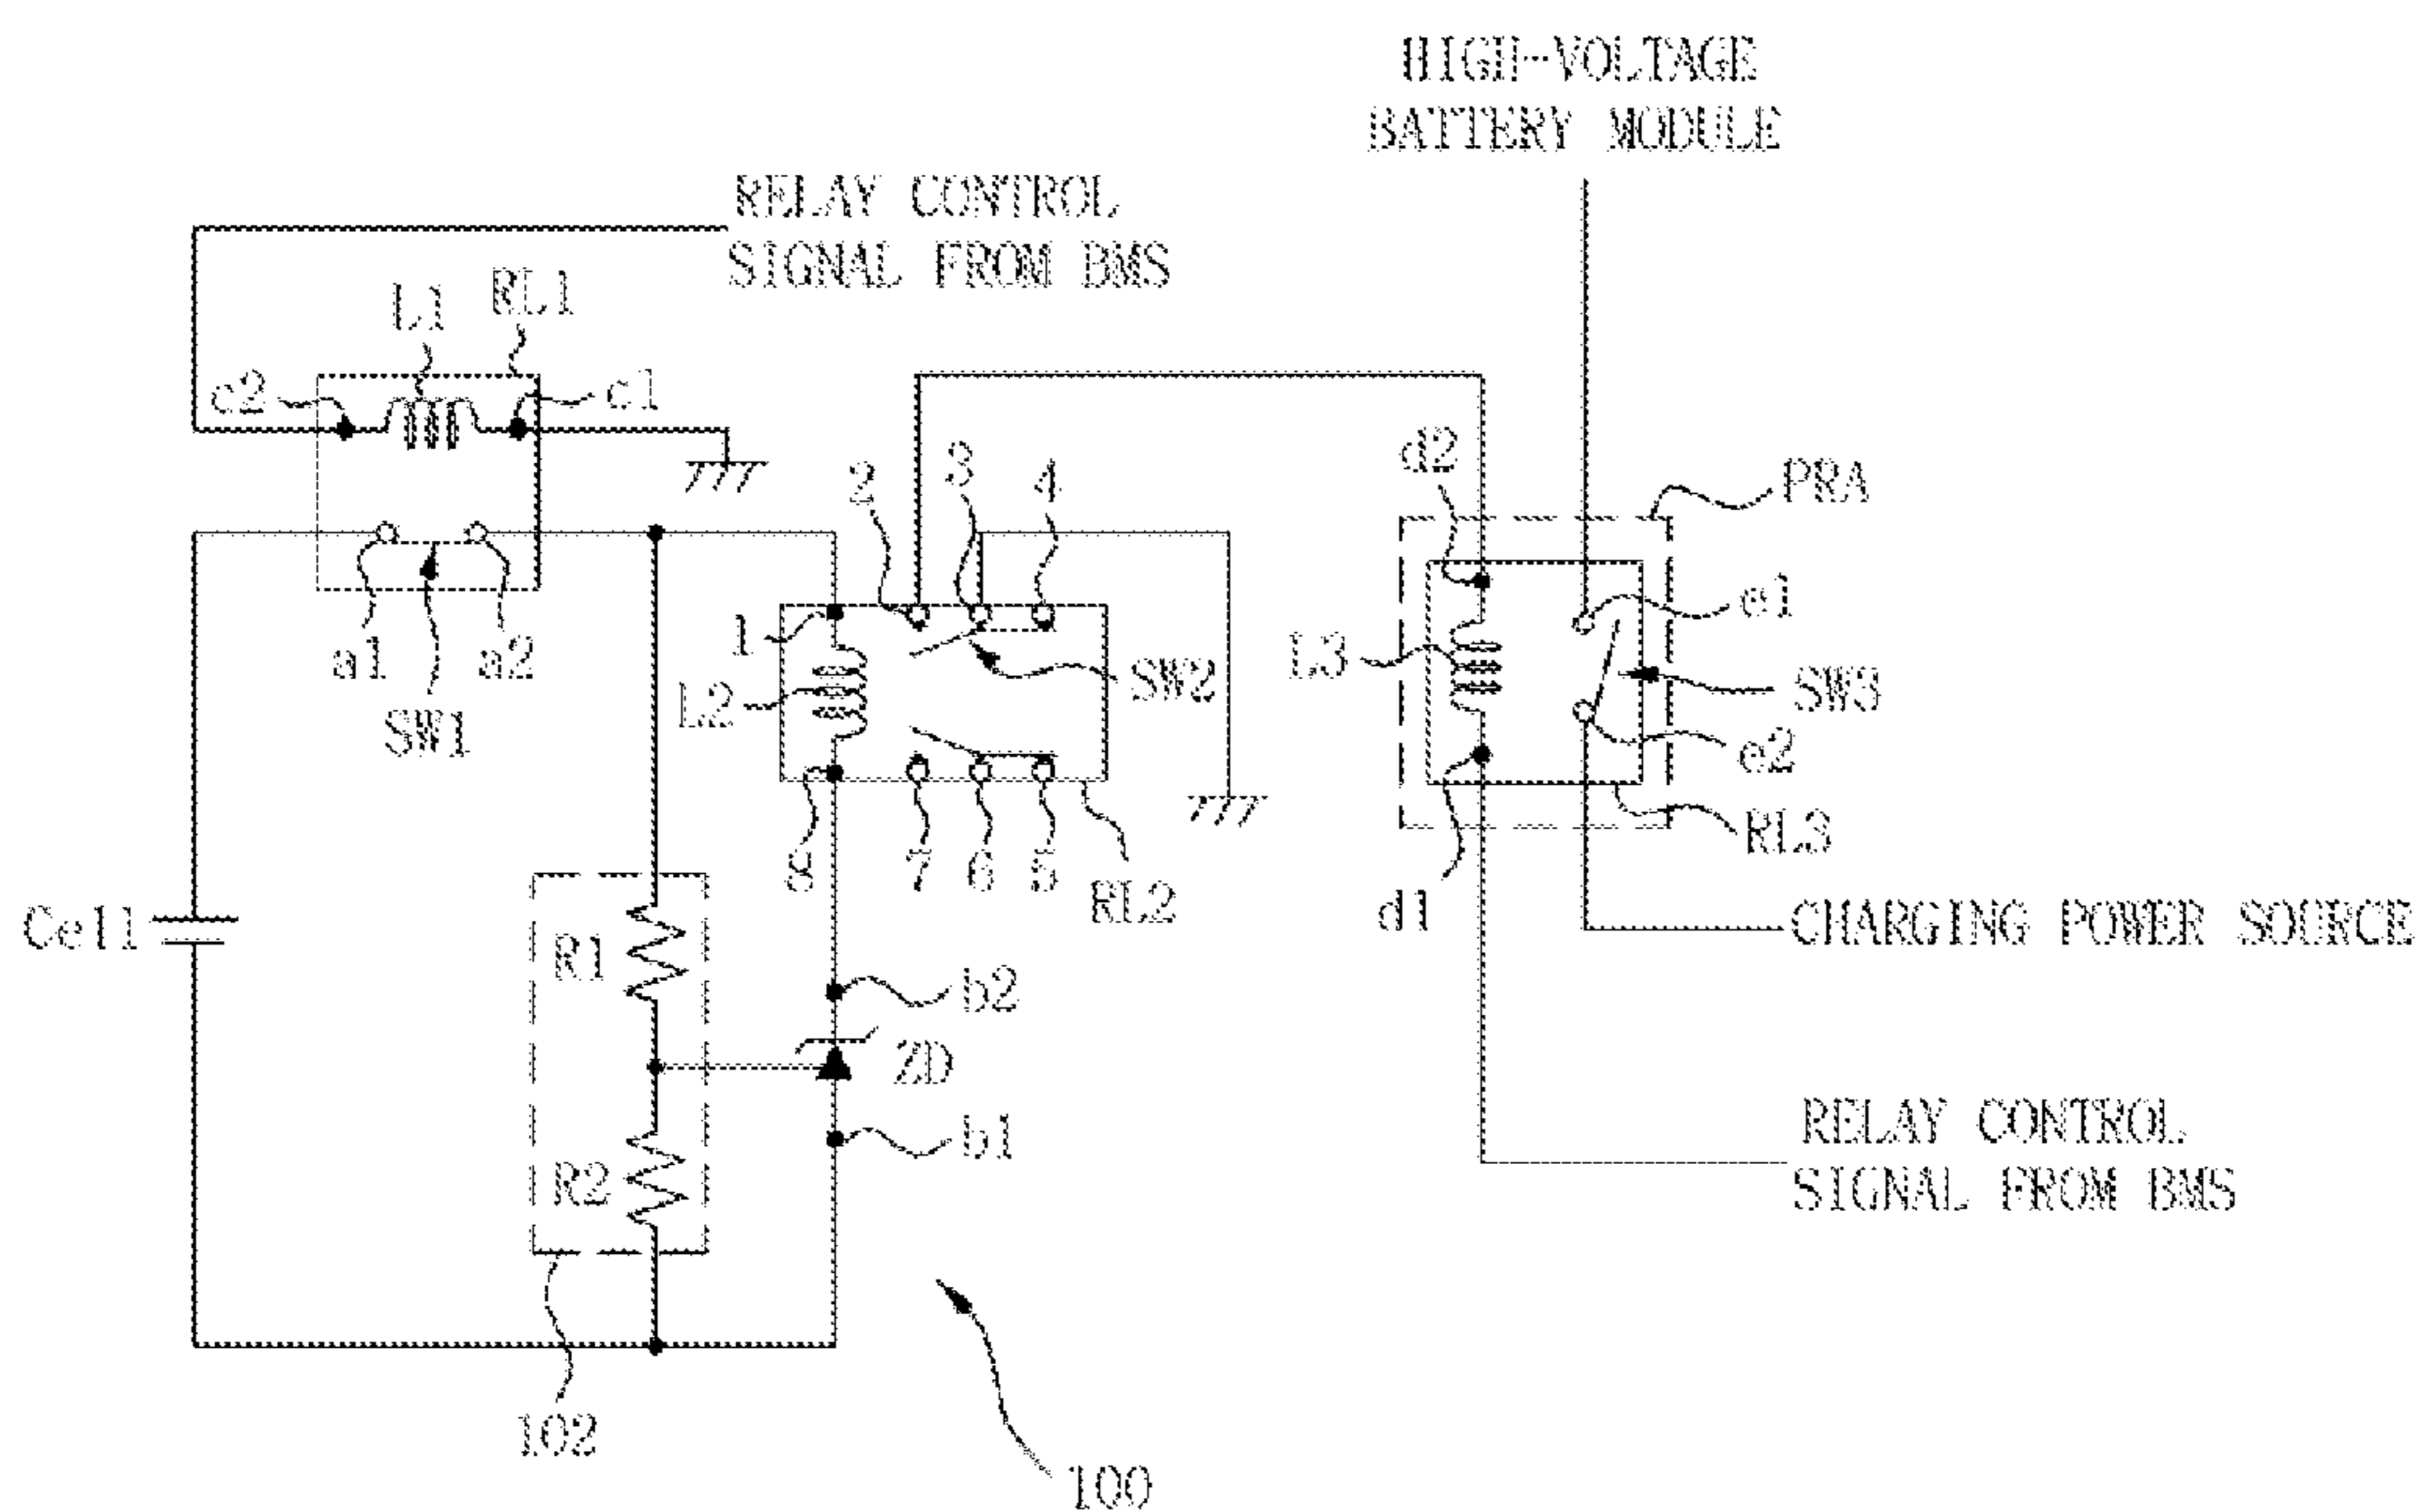 HIGH-VOLTAGE
BATTERY MODULE
RELAY CONTROL
SIGNAL FROM BMS
L1
RL1
c2
c1
2
3
4
d2
PRA
a1
a2
SW1
1
L2
SW2
L3
e1
SW3
e2
8
7
6
5
RL2
RL3
d1
Cell
R1
b2
CHARGING POWER SOURCE
ZD
b1
R2
RELAY CONTROL
SIGNAL FROM BMS
102
100